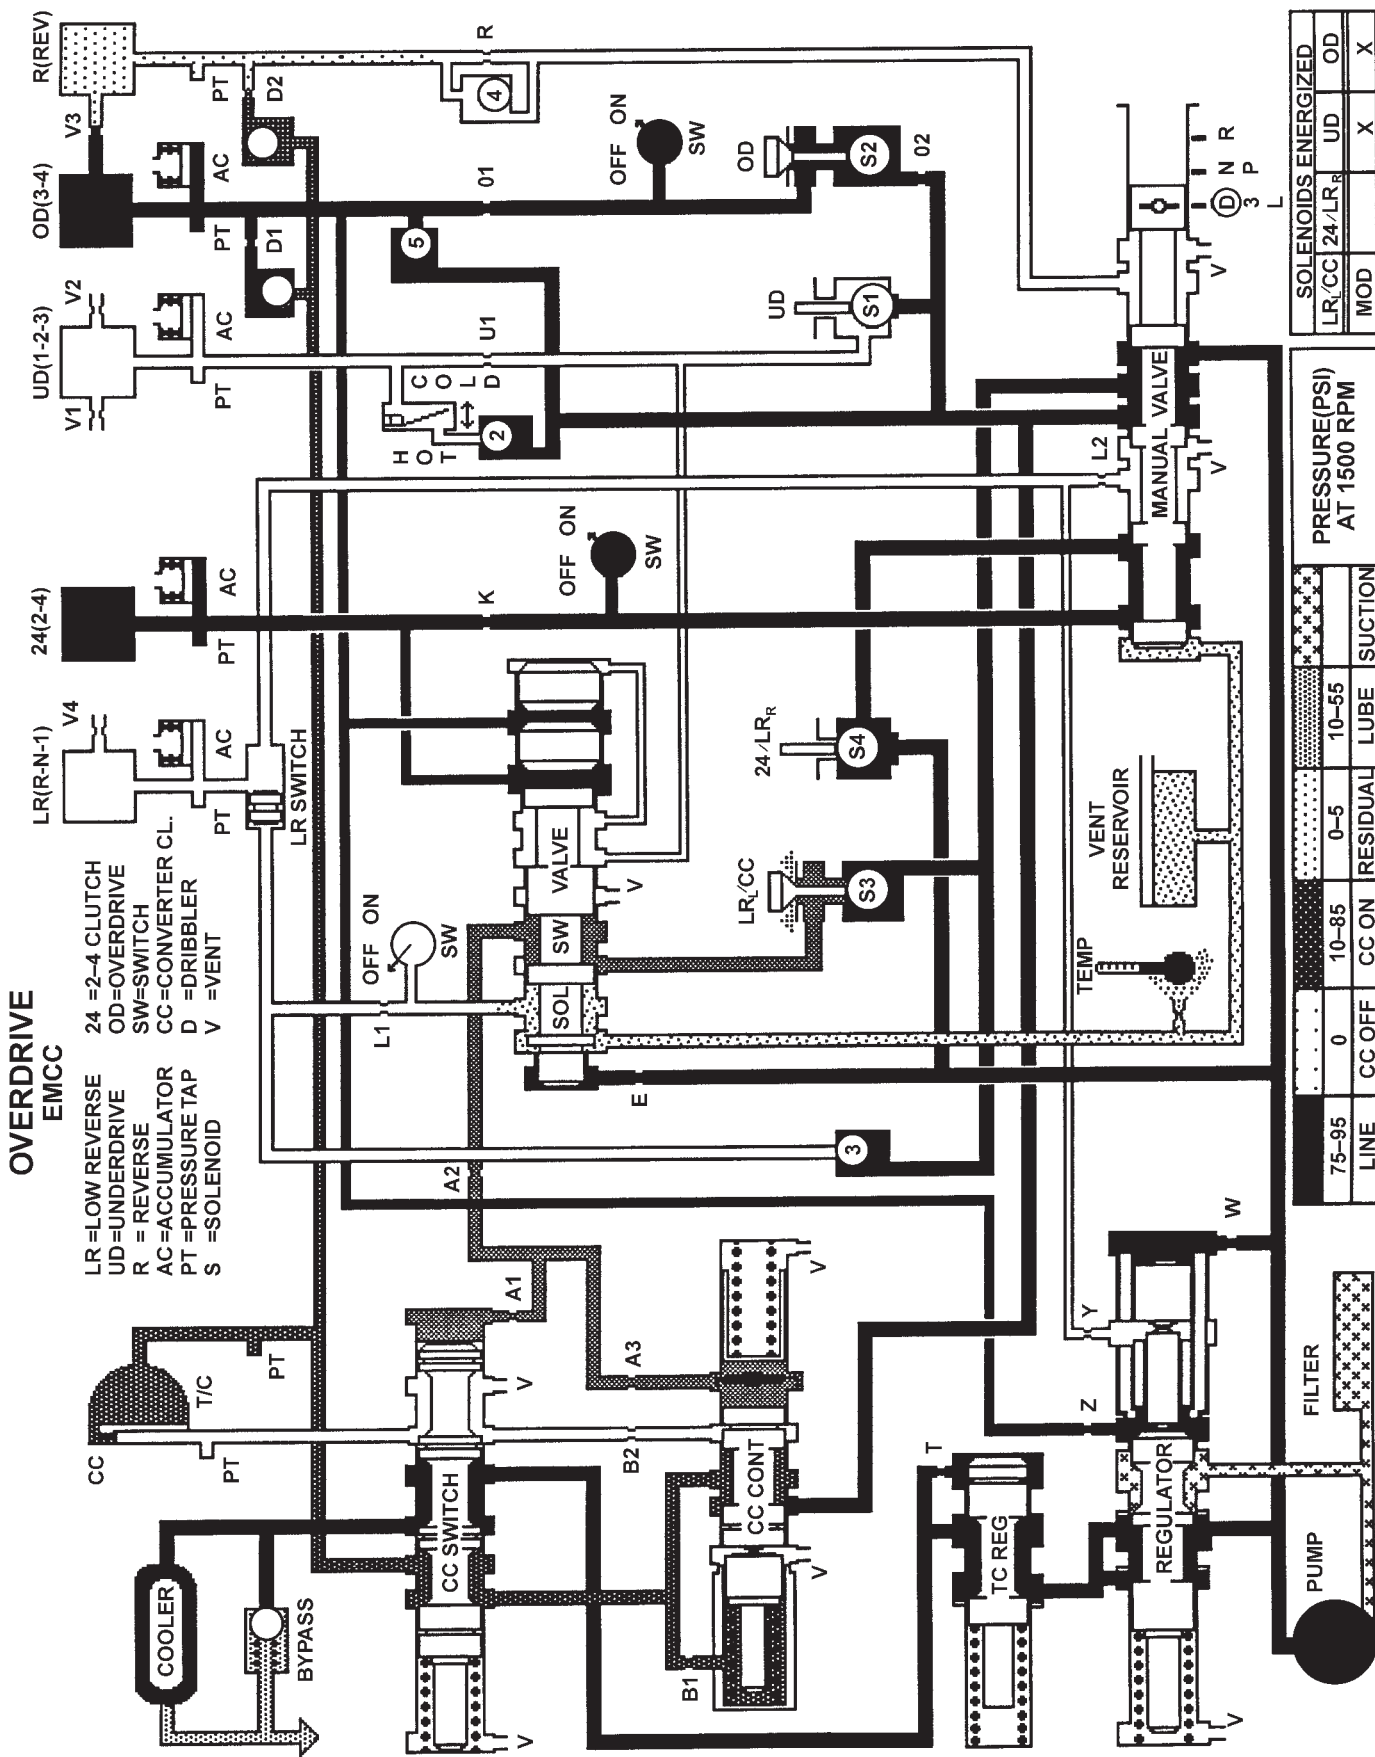 OVERDRIVE
EMCC
LR =LOW REVERSE
UD=UNDERDRIVE
R = REVERSE
AC=ACCUMULATOR
PT =PRESSURE TAP
S =SOLENOID
24 =2–4 CLUTCH
OD=OVERDRIVE
SW=SWITCH
CC =CONVERTER CL.
D =DRIBBLER
V =VENT
LR(R-N-1)
V4
24(2-4)
UD(1-2-3)
V1
V2
OD(3-4)
V3
R(REV)
PT
AC
PT
AC
PT
AC
PT
AC
PT
D1
D2
LR SWITCH
CC
T/C
PT
PT
COOLER
BYPASS
L1
OFF ON
SW
K
OFF ON
SW
HOT
COLD
2
U1
5
01
OFF ON
SW
4
R
A2
A1
CC SWITCH
V
V
E
SOL
SW
VALVE
V
B2
A3
B1
CC CONT
V
V
3
LRL/CC
S3
24/LRR
S4
UD
S1
OD
S2
02
TEMP
VENT
RESERVOIR
L2
T
TC REG
Z
Y
W
REGULATOR
V
MANUAL VALVE
V
V
D N R
3 P
L
PUMP
FILTER
75–95
0
10–85
0–5
10–55
LINE
CC OFF
CC ON
RESIDUAL
LUBE
SUCTION
PRESSURE(PSI)
AT 1500 RPM
SOLENOIDS ENERGIZED
LRL/CC
24/LRR
UD
OD
MOD
X
X